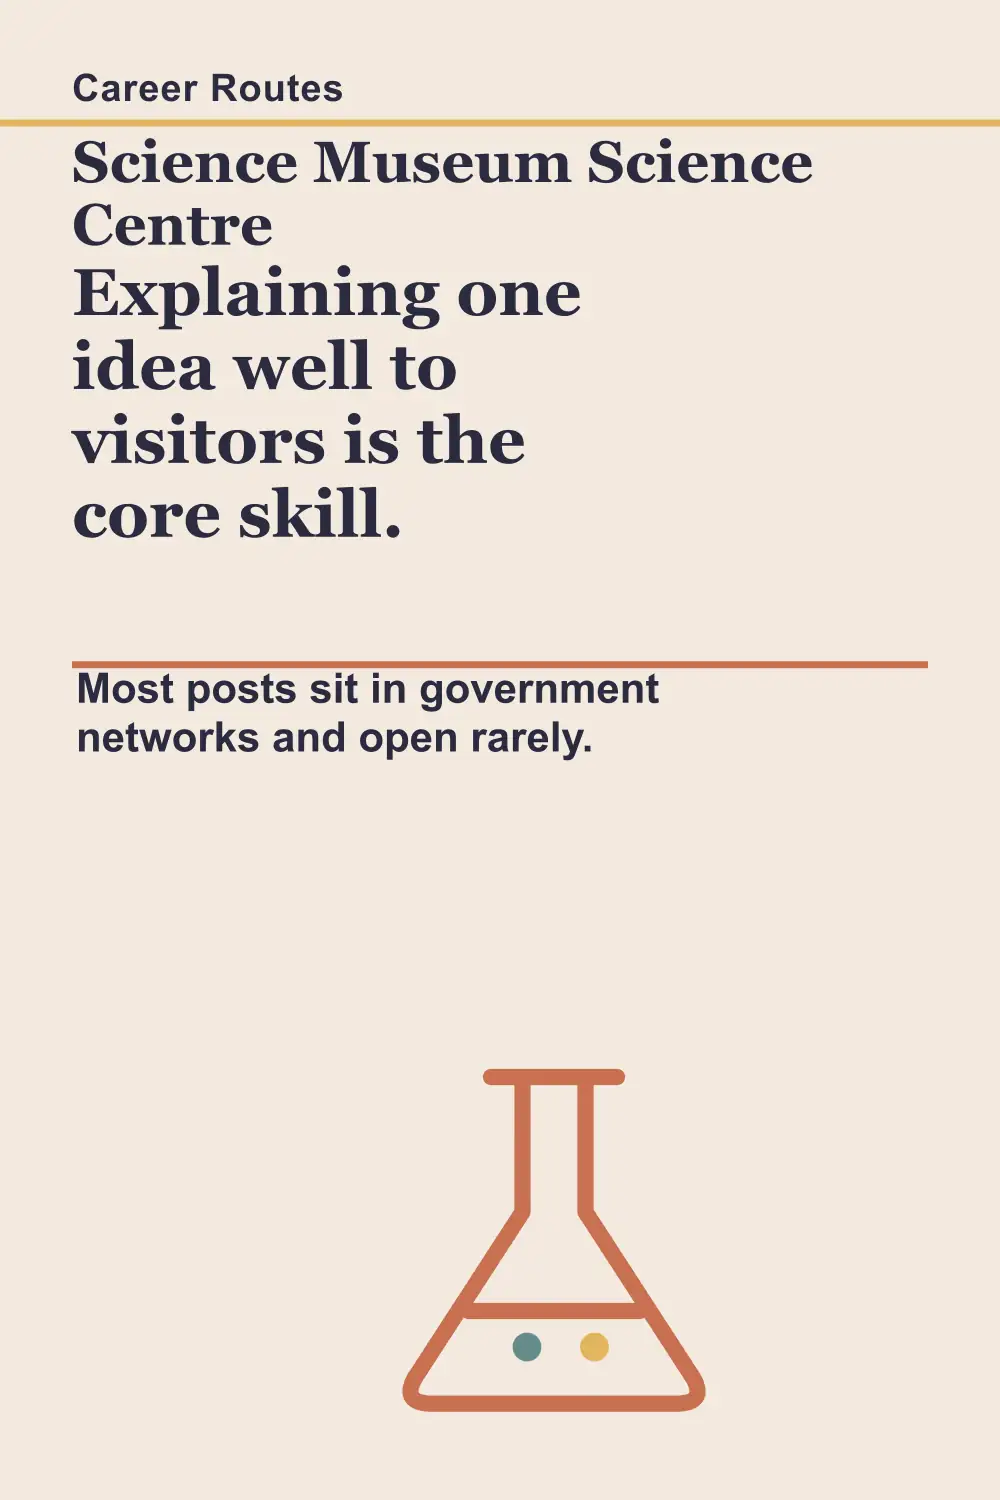 Career Routes
Science Museum Science
Centre
Explaining one
idea well to
visitors is the
core skill.
Most posts sit in government
networks and open rarely.